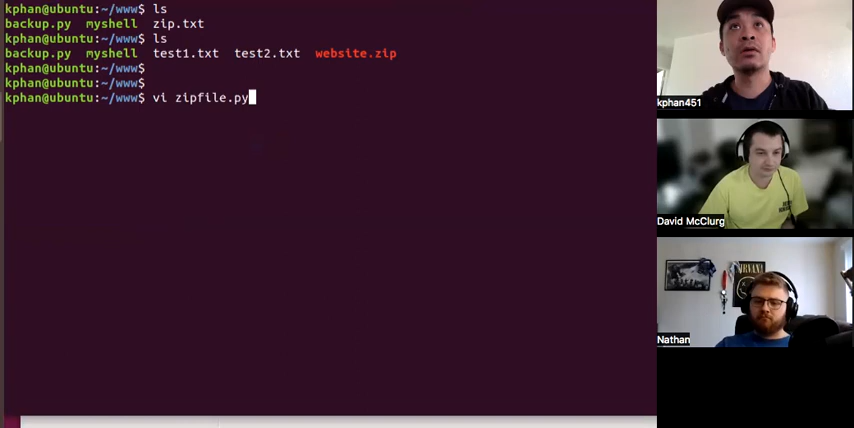 kphan@ubuntu:~/www$ ls
backup.py myshell zip.txt
kphan@ubuntu:~/www$ ls
backup.py myshell test1.txt test2.txt website.zip
kphan@ubuntu:~/www$
kphan@ubuntu:~/www$
kphan@ubuntu:~/www$ vi zipfile.py
kphan451
David McClurg
NIRVANA
Nathan